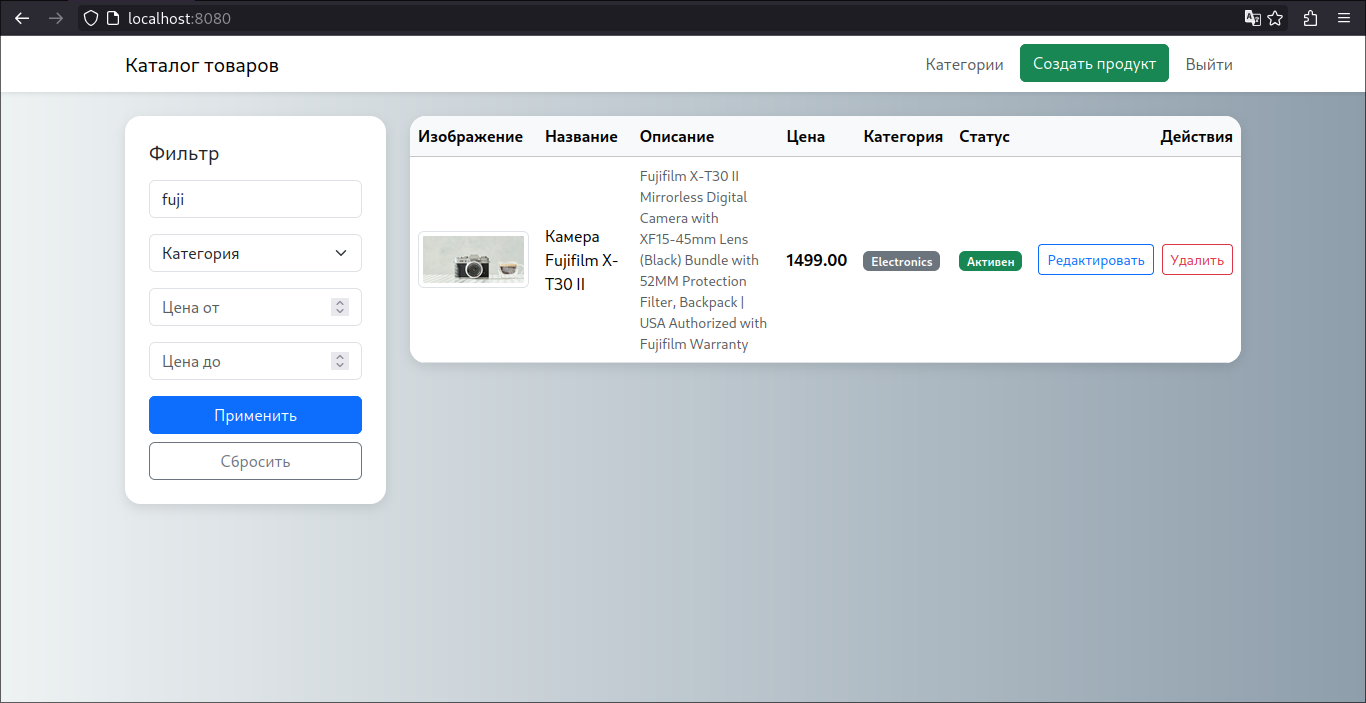 localhost:8080
Каталог товаров
Категории
Создать продукт
Выйти
Фильтр
fuji
Категория
Цена от
Цена до
Применить
Сбросить
Изображение Название Описание Цена Категория Статус Действия
Камера
Fujifilm X-
T30 II
Fujifilm X-T30 II
Mirrorless Digital
Camera with
XF15-45mm Lens
(Black) Bundle with
52MM Protection
Filter, Backpack |
USA Authorized with
Fujifilm Warranty
1499.00
Electronics
Активен
Редактировать
Удалить